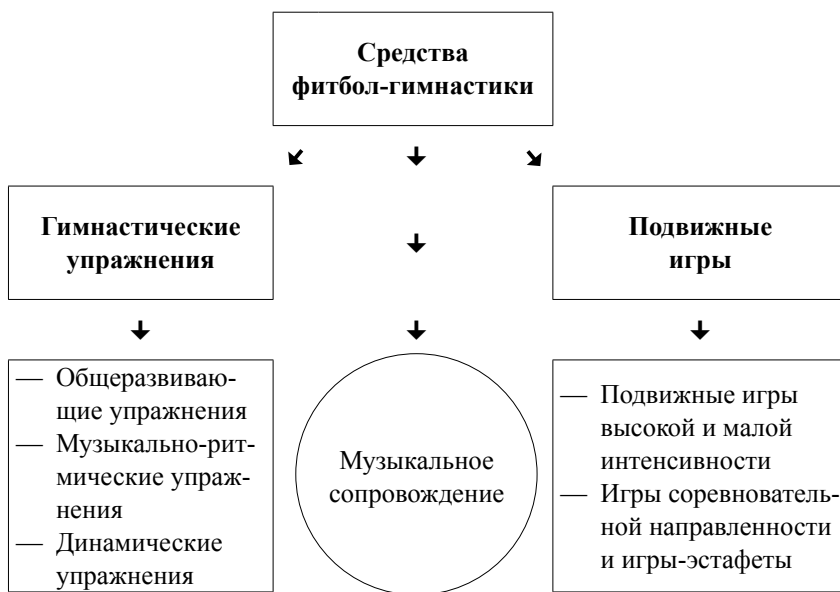 Средства
фитбол-гимнастики
Гимнастические
упражнения
Подвижные
игры
— Общеразвиваю-
щие упражнения
— Музыкально-рит-
мические упраж-
нения
— Динамические
упражнения
Музыкальное
сопровождение
— Подвижные игры
высокой и малой
интенсивности
— Игры соревнователь-
ной направленности
и игры-эстафеты